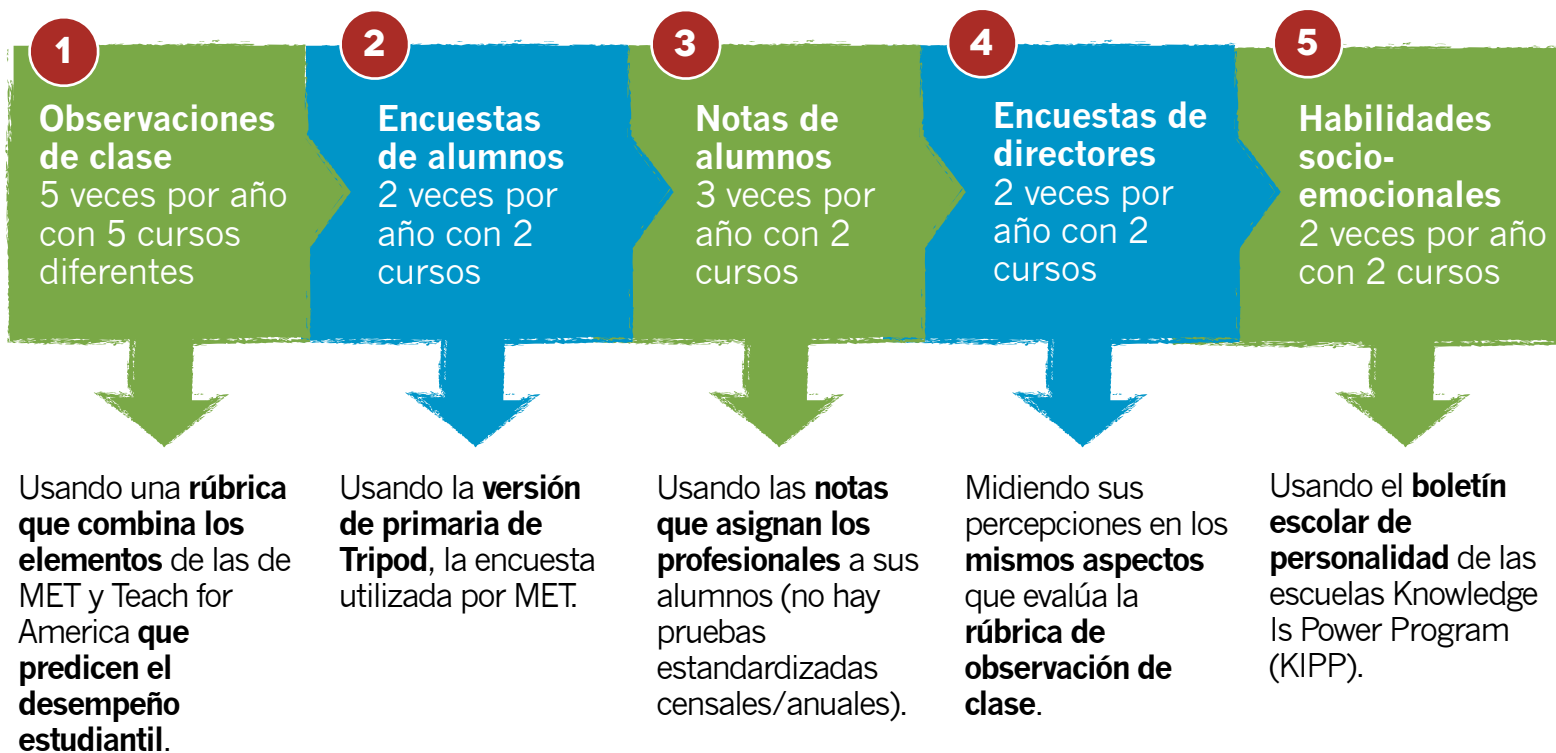 1
Observaciones
de clase
5 veces por año
con 5 cursos
diferentes
2
Encuestas
de alumnos
2 veces por
año con 2
cursos
3
Notas de
alumnos
3 veces por
año con 2
cursos
4
Encuestas de
directores
2 veces por
año con 2
cursos
5
Habilidades
socio-
emocionales
2 veces por año
con 2 cursos
Usando una rúbrica
que combina los
elementos de las de
MET y Teach for
America que
predicen el
desempeño
estudiantil.
Usando la versión
de primaria de
Tripod, la encuesta
utilizada por MET.
Usando las notas
que asignan los
profesionales a sus
alumnos (no hay
pruebas
estandardizadas
censales/anuales).
Midiendo sus
percepciones en los
mismos aspectos
que evalúa la
rúbrica de
observación de
clase.
Usando el boletín
escolar de
personalidad de las
escuelas Knowledge
Is Power Program
(KIPP).